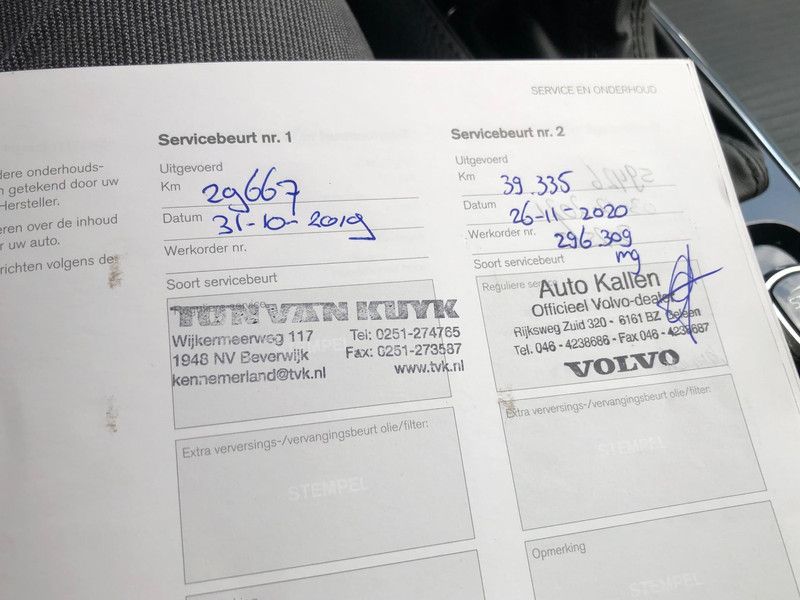 SERVICE EN ONDERHOUD
dere onderhouds-
getekend door uw
Hersteller.
eren over de inhoud
r uw auto.
richten volgens de
Servicebeurt nr. 1
Uitgevoerd
Km 29667
Datum 31-10-2019
Werkorder nr.
Soort servicebeurt
TON VAN KUYK
Wijkermeerweg 117 Tel: 0251-274765
1948 NV Beverwijk Fax: 0251-273587
kennemerland@tvk.nl www.tvk.nl
Extra verversings-/vervangingsbeurt olie/filter:
STEMPEL
Servicebeurt nr. 2
Uitgevoerd
Km 39.335
Datum 26-11-2020
Werkorder nr. 296.309
mg
Soort servicebeurt
Reguliere
Auto Kallen
Officieel Volvo-dealer
Rijksweg Zuid 320 - 6161 BZ Geleen
Tel. 046 - 4238686 - Fax 046 - 4238687
VOLVO
Extra verversings-/vervangingsbeurt olie/filter:
STEMPEL
Opmerking
STEMPEL